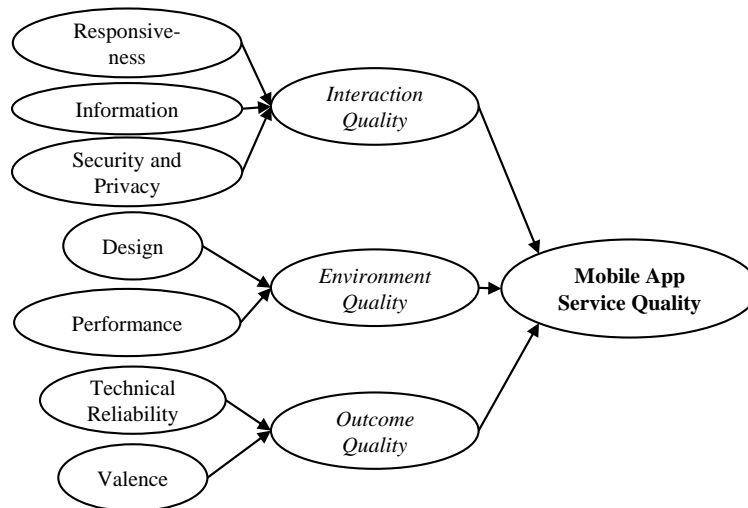 Responsive-
ness
Information
Security and
Privacy
Design
Performance
Technical
Reliability
Valence
Interaction
Quality
Environment
Quality
Outcome
Quality
Mobile App
Service Quality